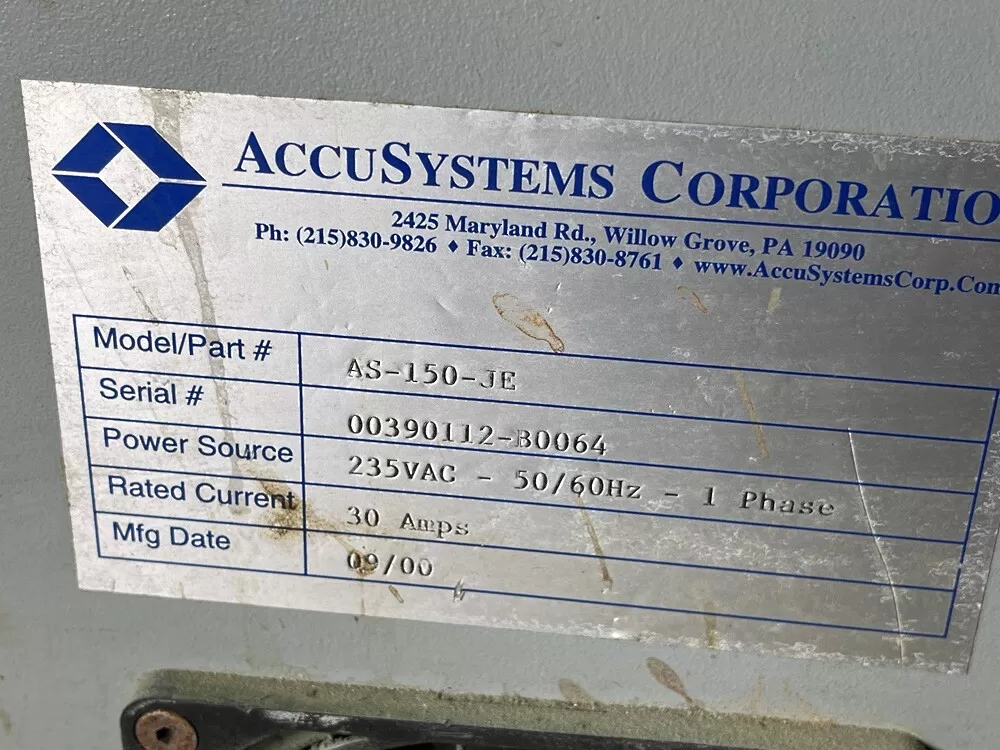 ACCUSYSTEMS CORPORATIO
2425 Maryland Rd., Willow Grove, PA 19090
Ph: (215)830-9826 ♦ Fax: (215)830-8761 ♦ www.AccuSystemsCorp.Com
Model/Part # AS-150-JE
Serial # 00390112-B0064
Power Source 235VAC - 50/60Hz - 1 Phase
Rated Current 30 Amps
Mfg Date 09/00